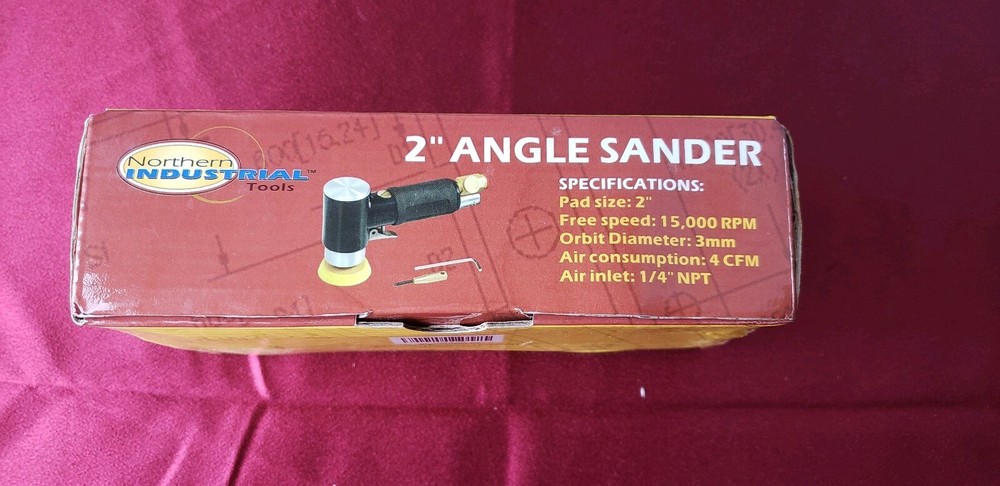 Northern
INDUSTRIAL™
Tools
2" ANGLE SANDER
SPECIFICATIONS:
Pad size: 2"
Free speed: 15,000 RPM
Orbit Diameter: 3mm
Air consumption: 4 CFM
Air inlet: 1/4" NPT